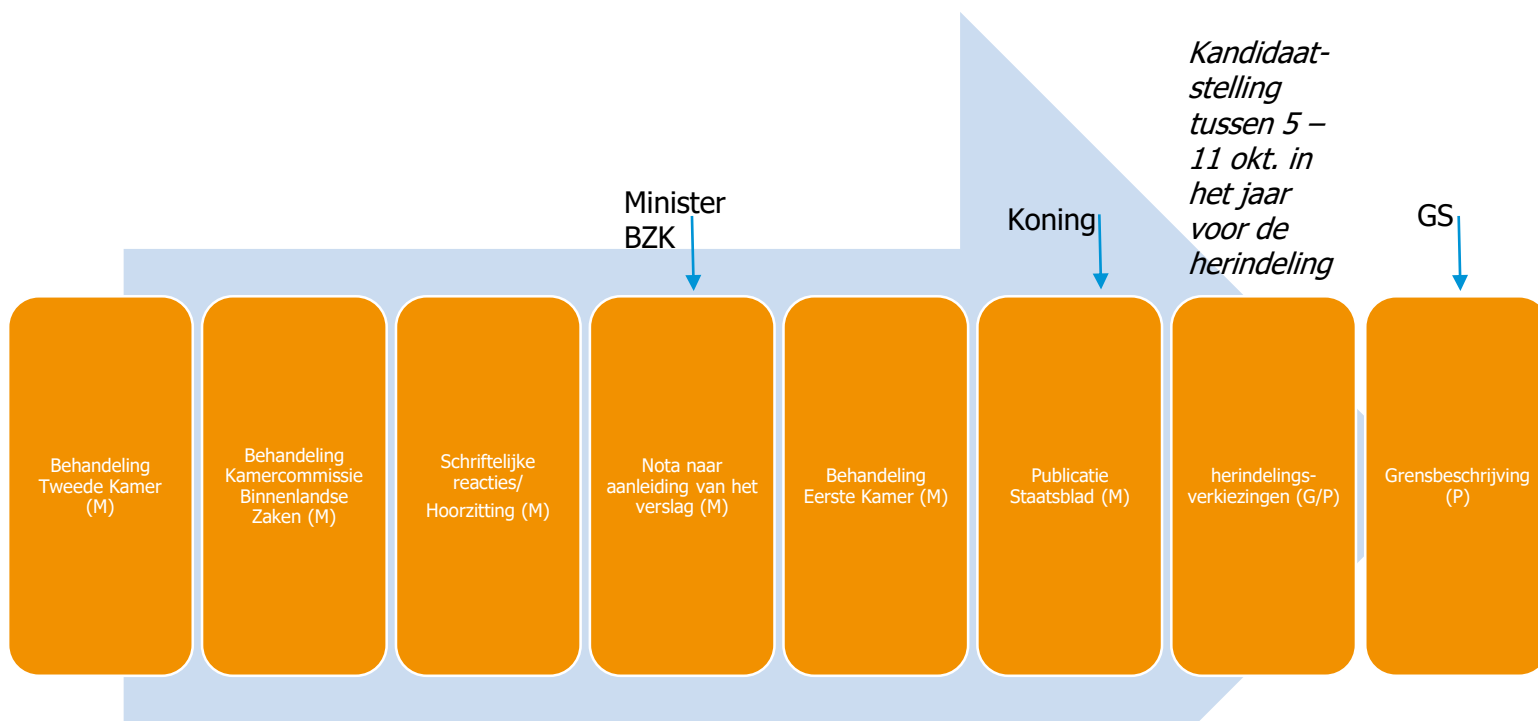 Kandidaat-
stelling
tussen 5 –
11 okt. in
het jaar
voor de
herindeling
Minister
BZK
Koning
GS
Behandeling
Tweede Kamer
(M)
Behandeling
Kamercommissie
Binnenlandse
Zaken (M)
Schriftelijke
reacties/
Hoorzitting (M)
Nota naar
aanleiding van het
verslag (M)
Behandeling
Eerste Kamer (M)
Publicatie
Staatsblad (M)
herindelings-
verkiezingen (G/P)
Grensbeschrijving
(P)